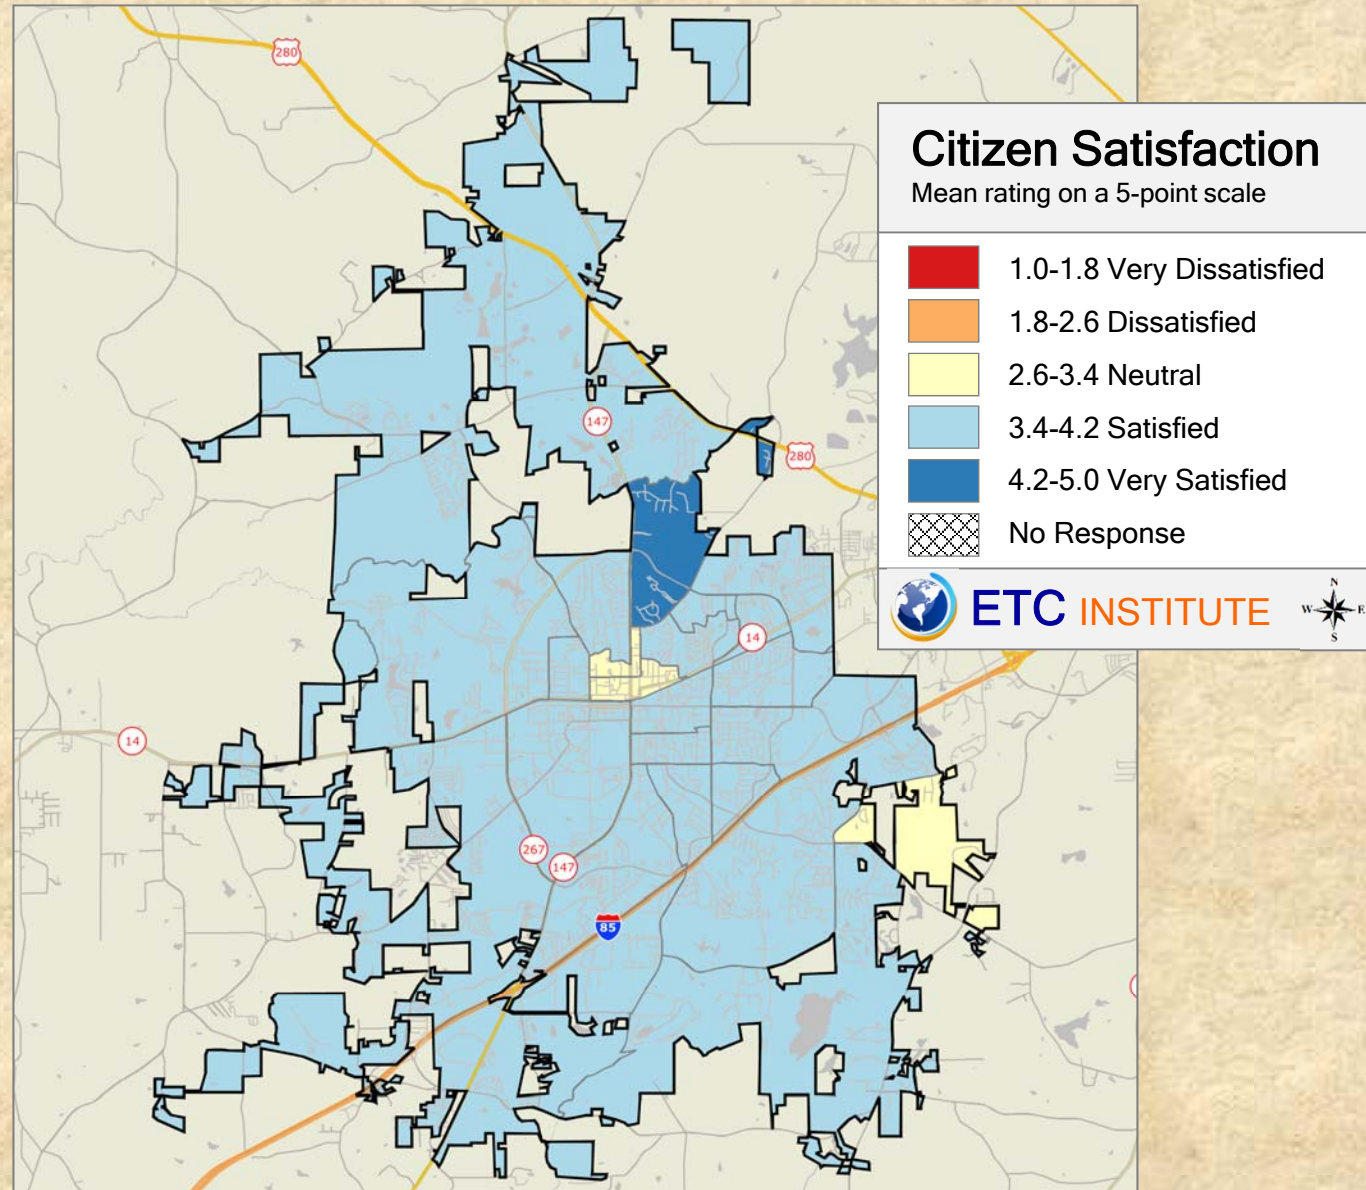 280
Citizen Satisfaction
Mean rating on a 5-point scale
1.0-1.8 Very Dissatisfied
1.8-2.6 Dissatisfied
2.6-3.4 Neutral
3.4-4.2 Satisfied
4.2-5.0 Very Satisfied
No Response
ETC INSTITUTE
N
W E
S
147
280
14
14
267
147
85